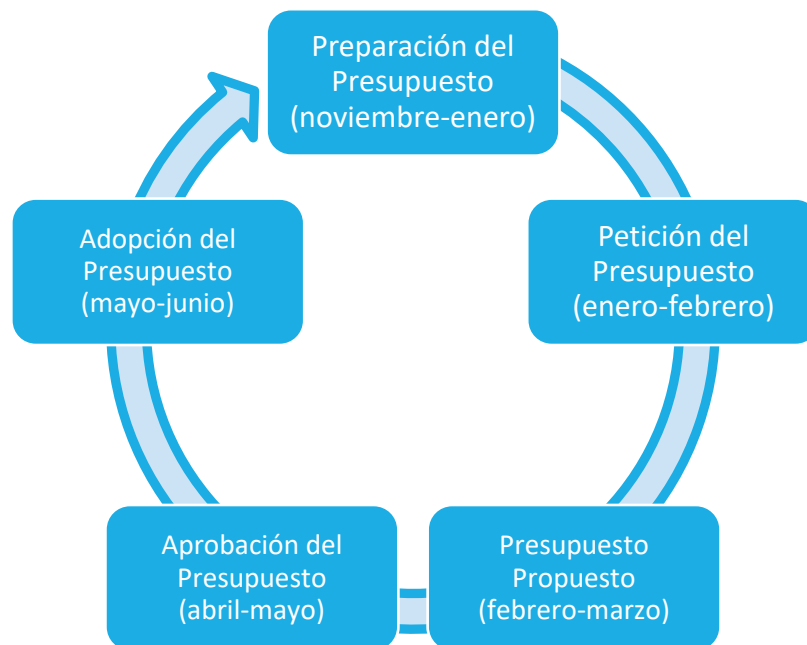 Preparación del
Presupuesto
(noviembre-enero)
Petición del
Presupuesto
(enero-febrero)
Presupuesto
Propuesto
(febrero-marzo)
Aprobación del
Presupuesto
(abril-mayo)
Adopción del
Presupuesto
(mayo-junio)